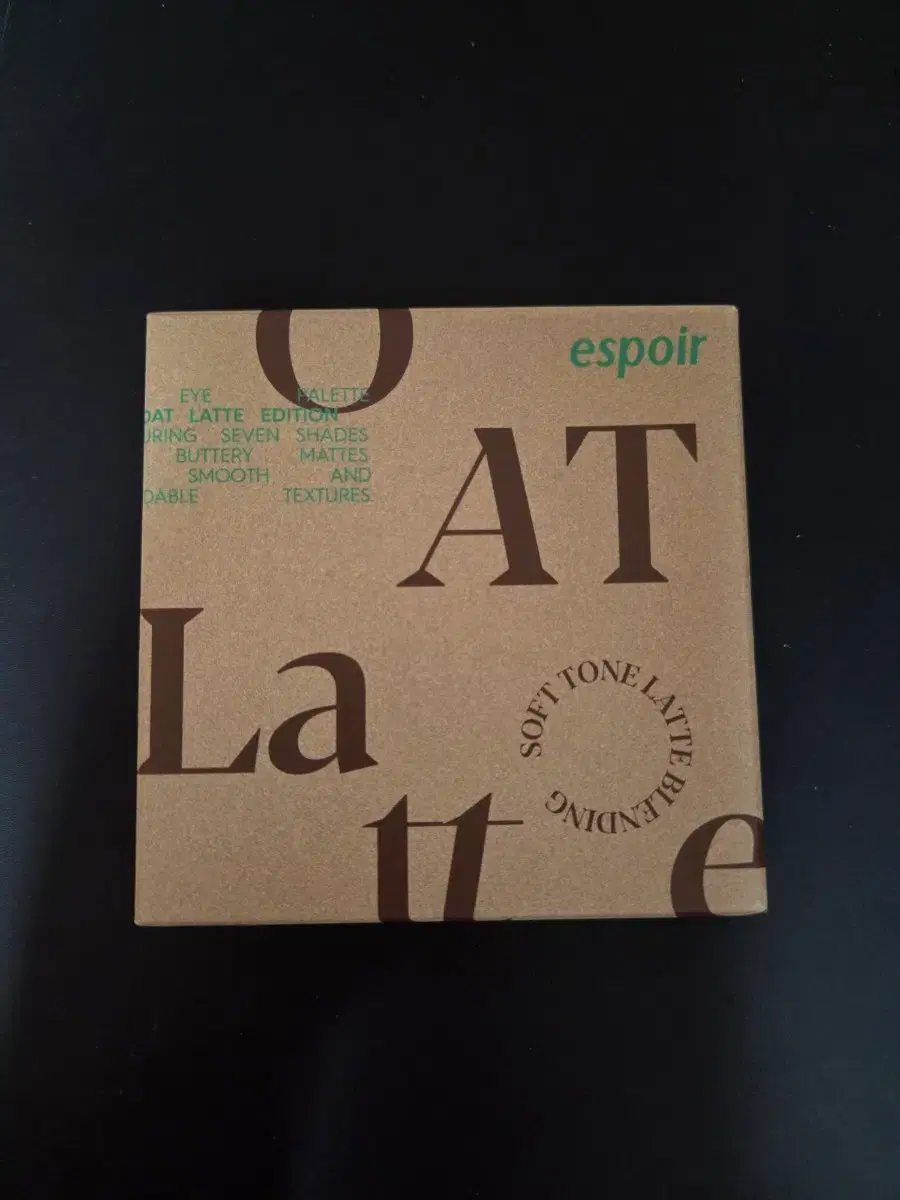 O
espoir
EYE PALETTE
OAT LATTE EDITION
URING SEVEN SHADES
BUTTERY MATTES
SMOOTH AND
DABLE TEXTURES
AT
La
SOFT TONE LATTE BLENDING
tt
e